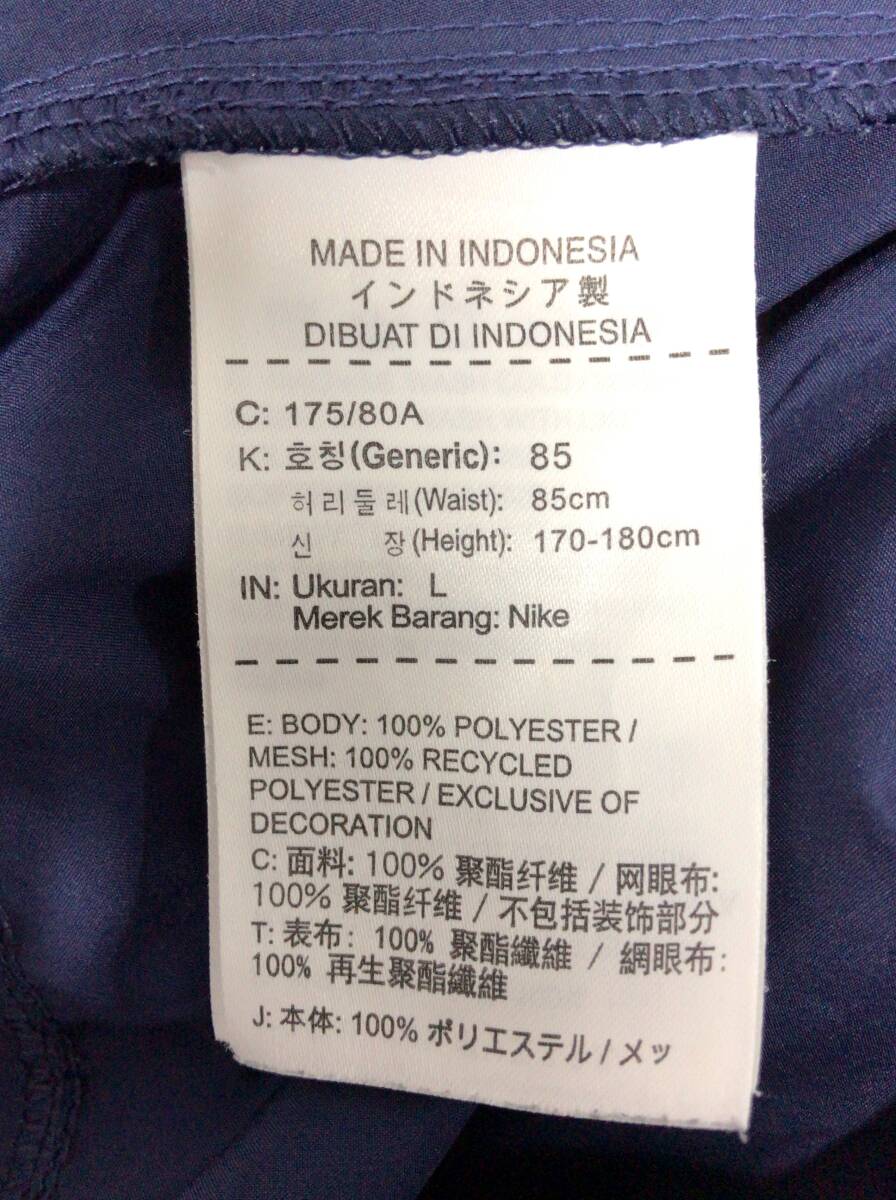 MADE IN INDONESIA
インドネシア製
DIBUAT DI INDONESIA
C: 175/80A
K: 호칭(Generic): 85
허리둘레(Waist): 85cm
신 장(Height): 170-180cm
IN: Ukuran: L
Merek Barang: Nike
E: BODY: 100% POLYESTER /
MESH: 100% RECYCLED
POLYESTER / EXCLUSIVE OF
DECORATION
C: 面料: 100% 聚酯纤维 / 网眼布:
100% 聚酯纤维 / 不包括装饰部分
T: 表布: 100% 聚酯纖維 / 網眼布:
100% 再生聚酯纖維
J: 本体: 100% ポリエステル / メッ